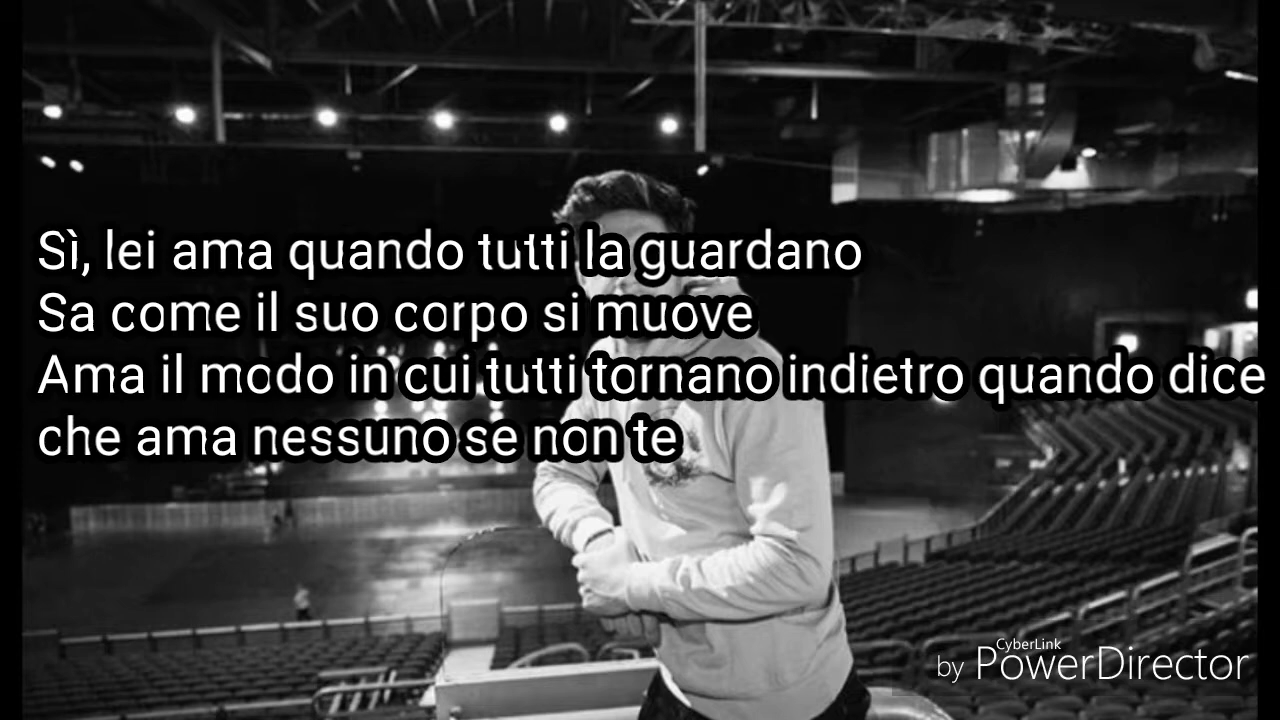 Sì, lei ama quando tutti la guardano
Sa come il suo corpo si muove
Ama il modo in cui tutti tornano indietro quando dice
che ama nessuno se non te
CyberLink
by PowerDirector